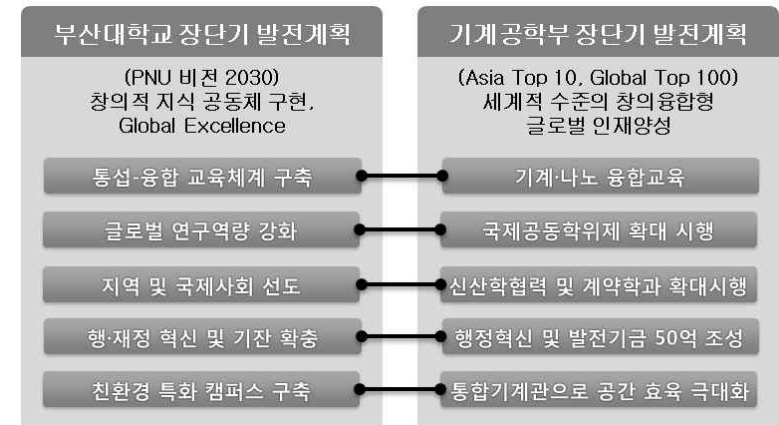 부산대학교 장단기 발전계획
(PNU 비전 2030)
창의적 지식 공동체 구현,
Global Excellence
통섭-융합 교육체계 구축
글로벌 연구역량 강화
지역 및 국제사회 선도
행·재정 혁신 및 기잔 확충
친환경 특화 캠퍼스 구축
기계공학부 장단기 발전계획
(Asia Top 10, Global Top 100)
세계적 수준의 창의융합형
글로벌 인재양성
기계·나노 융합교육
국제공동학위제 확대 시행
신산학협력 및 계약학과 확대시행
행정혁신 및 발전기금 50억 조성
통합기계관으로 공간 효육 극대화